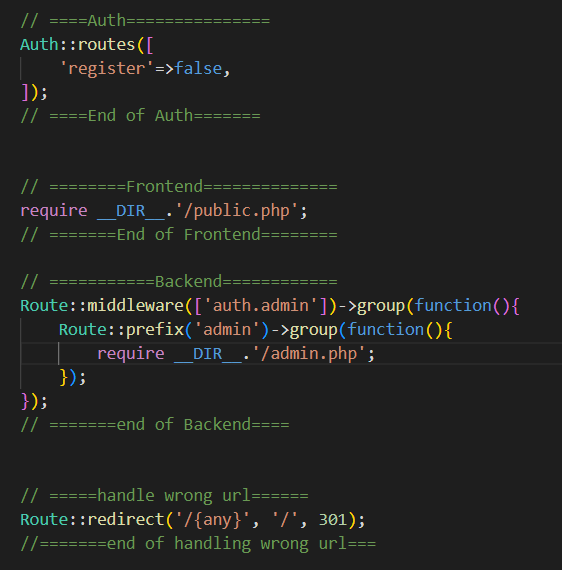 // ====Auth===============
Auth::routes([
    'register'=>false,
]);
// ====End of Auth=======
// ========Frontend==============
require __DIR__.'/public.php';
// =======End of Frontend========
// ===========Backend============
Route::middleware(['auth.admin'])->group(function(){
    Route::prefix('admin')->group(function(){
        require __DIR__.'/admin.php';
    });
});
// =======end of Backend====
// =====handle wrong url======
Route::redirect('/{any}', '/', 301);
//=======end of handling wrong url===